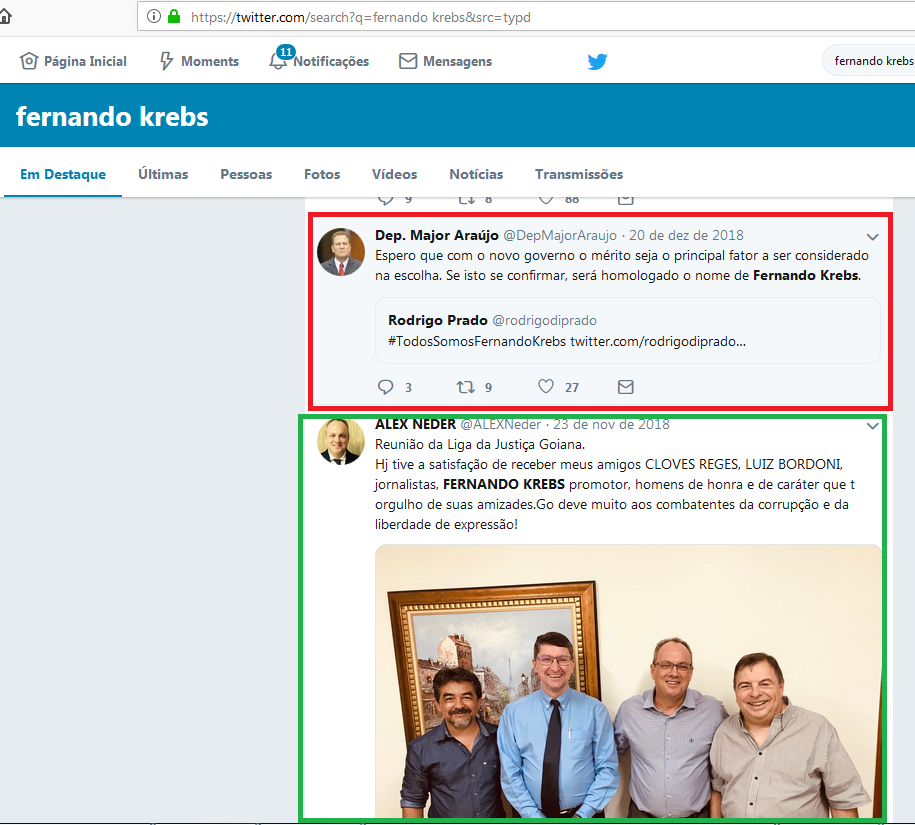 https://twitter.com/search?q=fernando krebs&src=typd
Página Inicial
Moments
11
Notificações
Mensagens
fernando krebs
fernando krebs
Em Destaque
Últimas
Pessoas
Fotos
Vídeos
Notícias
Transmissões
9
8
88
Dep. Major Araújo @DepMajorAraujo · 20 de dez de 2018
Espero que com o novo governo o mérito seja o principal fator a ser considerado
na escolha. Se isto se confirmar, será homologado o nome de Fernando Krebs.
Rodrigo Prado @rodrigodiprado
#TodosSomosFernandoKrebs twitter.com/rodrigodiprado...
3
9
27
ALEX NEDER @ALEXNeder · 23 de nov de 2018
Reunião da Liga da Justiça Goiana.
Hj tive a satisfação de receber meus amigos CLOVES REGES, LUIZ BORDONI,
jornalistas, FERNANDO KREBS promotor, homens de honra e de caráter que t
orgulho de suas amizades.Go deve muito aos combatentes da corrupção e da
liberdade de expressão!